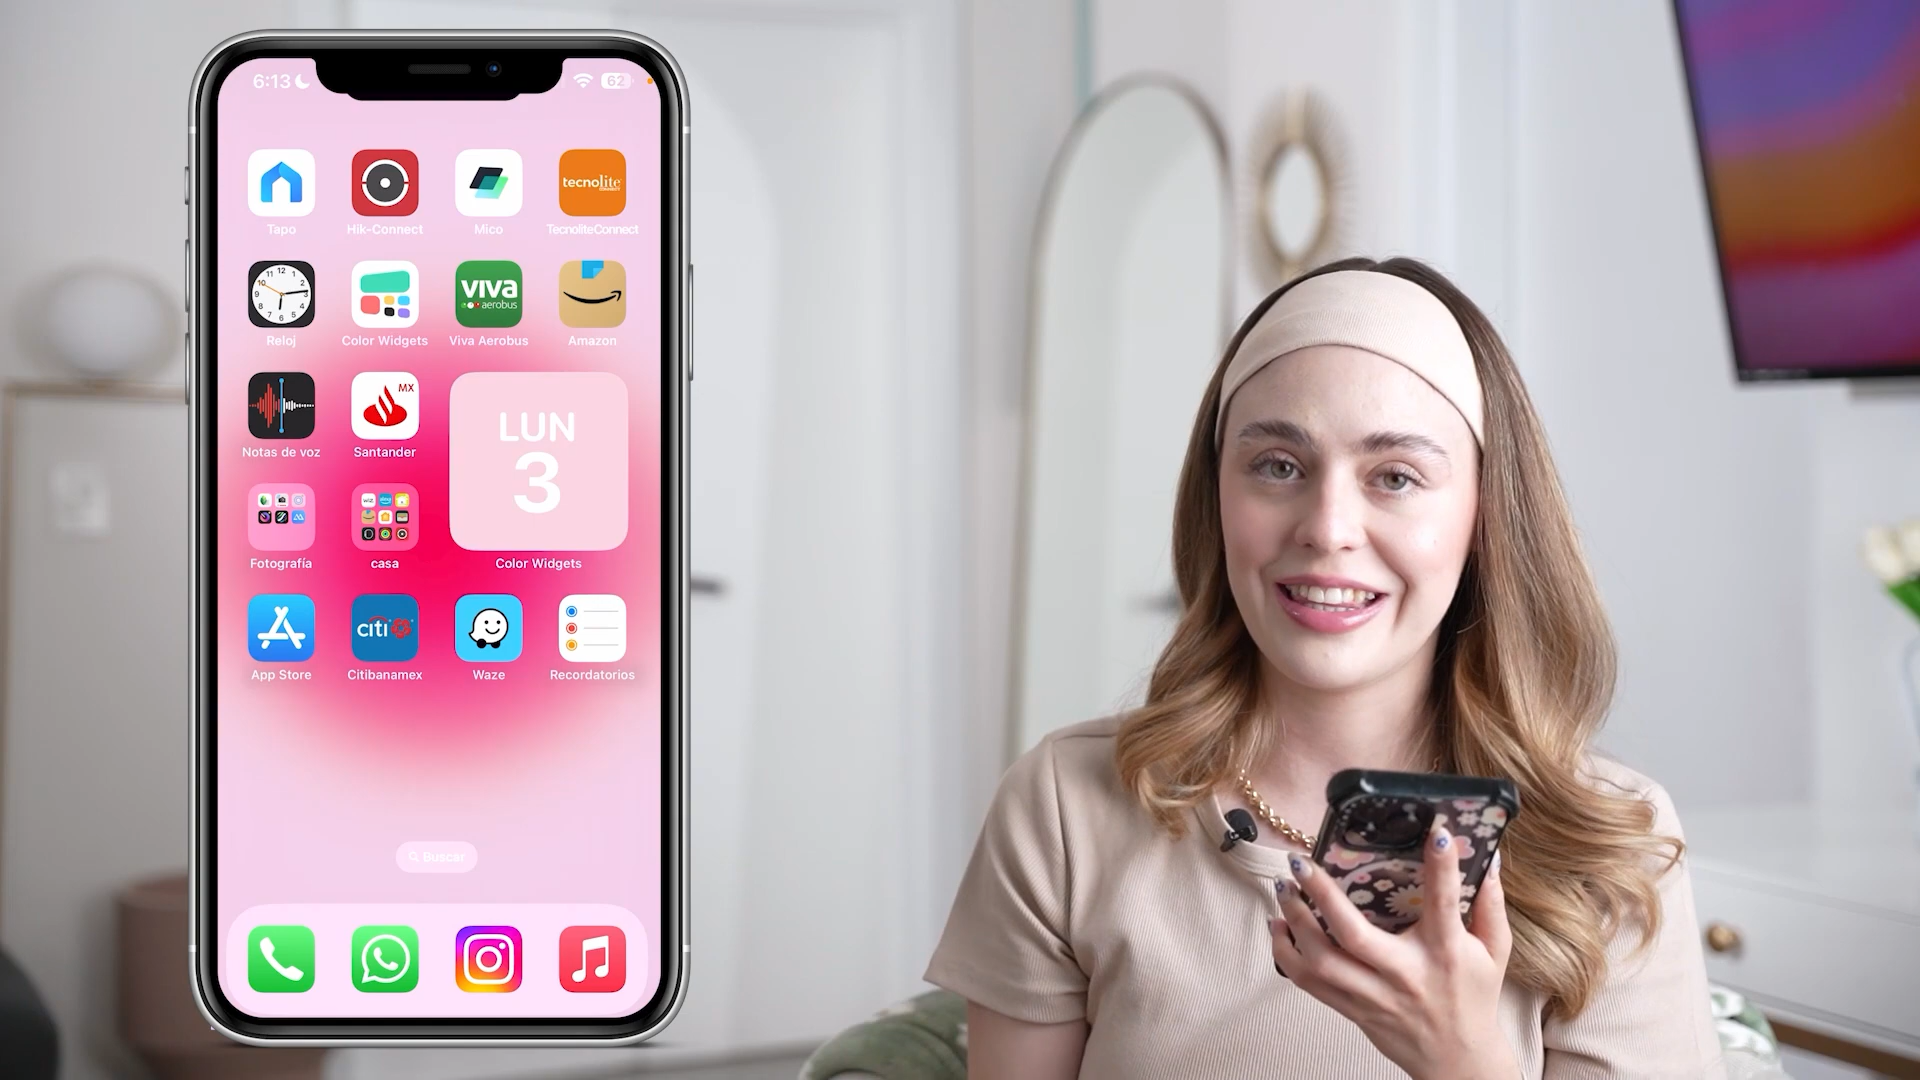 6:13
62
tecnolite
CONNECT
Tapo
Hik-Connect
Mico
TecnoliteConnect
viva
aerobus
Reloj
Color Widgets
Viva Aerobus
Amazon
MX
LUN
3
Notas de voz
Santander
Fotografía
casa
Color Widgets
citi
App Store
Citibanamex
Waze
Recordatorios
Buscar